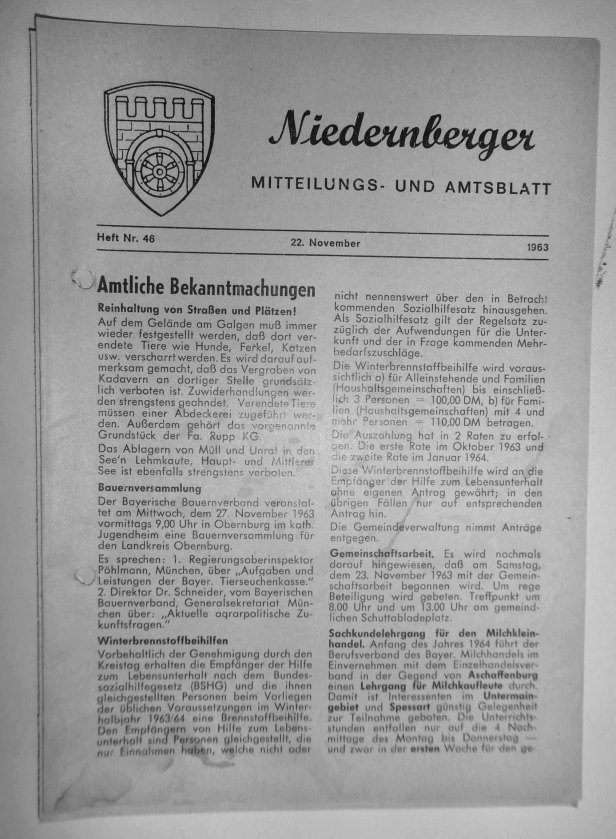 Niedernberger
MITTEILUNGS- UND AMTSBLATT
Heft Nr. 46
22. November
1963
Amtliche Bekanntmachungen
Reinhaltung von Straßen und Plätzen!
Auf dem Gelände am Galgen muß immer
wieder festgestellt werden, daß dort ver-
endete Tiere wie Hunde, Ferkel, Katzen
usw. verscharrt werden. Es wird darauf auf-
merksam gemacht, daß das Vergraben von
Kadavern an dortiger Stelle grundsätz-
lich verboten ist. Zuwiderhandlungen wer-
den strengstens geahndet. Verendete Tiere
müssen einer Abdeckerei zugeführt wer-
den. Außerdem gehört das vorgenannte
Grundstück der Fa. Rupp KG.
Das Ablagern von Müll und Unrat in den
See'n Lehmkaute, Haupt- und Mittlerer
See ist ebenfalls strengstens verboten.
Bauernversammlung
Der Bayerische Bauernverband veranstal-
tet am Mittwoch, dem 27. November 1963
vormittags 9,00 Uhr in Obernburg im kath.
Jugendheim eine Bauernversammlung für
den Landkreis Obernburg.
Es sprechen: 1. Regierungsoberinspektor
Pöhlmann, München, über „Aufgaben und
Leistungen der Bayer. Tierseuchenkasse."
2. Direktor Dr. Schneider, vom Bayerischen
Bauernverband, Generalsekretariat Mün-
chen über: „Aktuelle agrarpolitische Zu-
kunftsfragen."
Winterbrennstoffbeihilfen
Vorbehaltlich der Genehmigung durch den
Kreistag erhalten die Empfänger der Hilfe
zum Lebensunterhalt nach dem Bundes-
sozialhilfegesetz (BSHG) und die ihnen
gleichgestellten Personen beim Vorliegen
der üblichen Voraussetzungen im Winter-
halbjahr 1963/64 eine Brennstoffbeihilfe.
Den Empfängern von Hilfe zum Lebens-
unterhalt sind Personen gleichgestellt, die
nur Einnahmen haben, welche nicht oder
nicht nennenswert über den in Betracht
kommenden Sozialhilfesatz hinausgehen.
Als Sozialhilfesatz gilt der Regelsatz zu-
züglich der Aufwendungen für die Unter-
kunft und der in Frage kommenden Mehr-
bedarfszuschläge.
Die Winterbrennstoffbeihilfe wird voraus-
sichtlich a) für Alleinstehende und Familien
(Haushaltsgemeinschaften) bis einschließ-
lich 3 Personen = 100,00 DM, b) für Fami-
lien (Haushaltsgemeinschaften) mit 4 und
mehr Personen = 110,00 DM betragen.
Die Auszahlung hat in 2 Raten zu erfol-
gen. Die erste Rate im Oktober 1963 und
die zweite Rate im Januar 1964.
Diese Winterbrennstoffbeihilfe wird an die
Empfänger der Hilfe zum Lebensunterhalt
ohne eigenen Antrag gewährt; in den
übrigen Fällen nur auf entsprechenden
Antrag hin.
Die Gemeindeverwaltung nimmt Anträge
entgegen.
Gemeinschaftsarbeit. Es wird nochmals
darauf hingewiesen, daß am Samstag,
dem 23. November 1963 mit der Gemein-
schaftsarbeit begonnen wird. Um rege
Beteiligung wird gebeten. Treffpunkt um
8.00 Uhr und um 13.00 Uhr am gemeind-
lichen Schuttabladeplatz.
Sachkundelehrgang für den Milchklein-
handel. Anfang des Jahres 1964 führt der
Berufsverband des Bayer. Milchhandels im
Einvernehmen mit dem Einzelhandelsver-
band in der Gegend von Aschaffenburg
einen Lehrgang für Milchkaufleute durch.
Damit ist Interessenten im Untermain-
gebiet und Spessart günstig Gelegenheit
zur Teilnahme geboten. Die Unterrichts-
stunden entfallen nur auf die 4 Nach-
mittage des Montag bis Donnerstag —
und zwar in der ersten Woche für den ge-